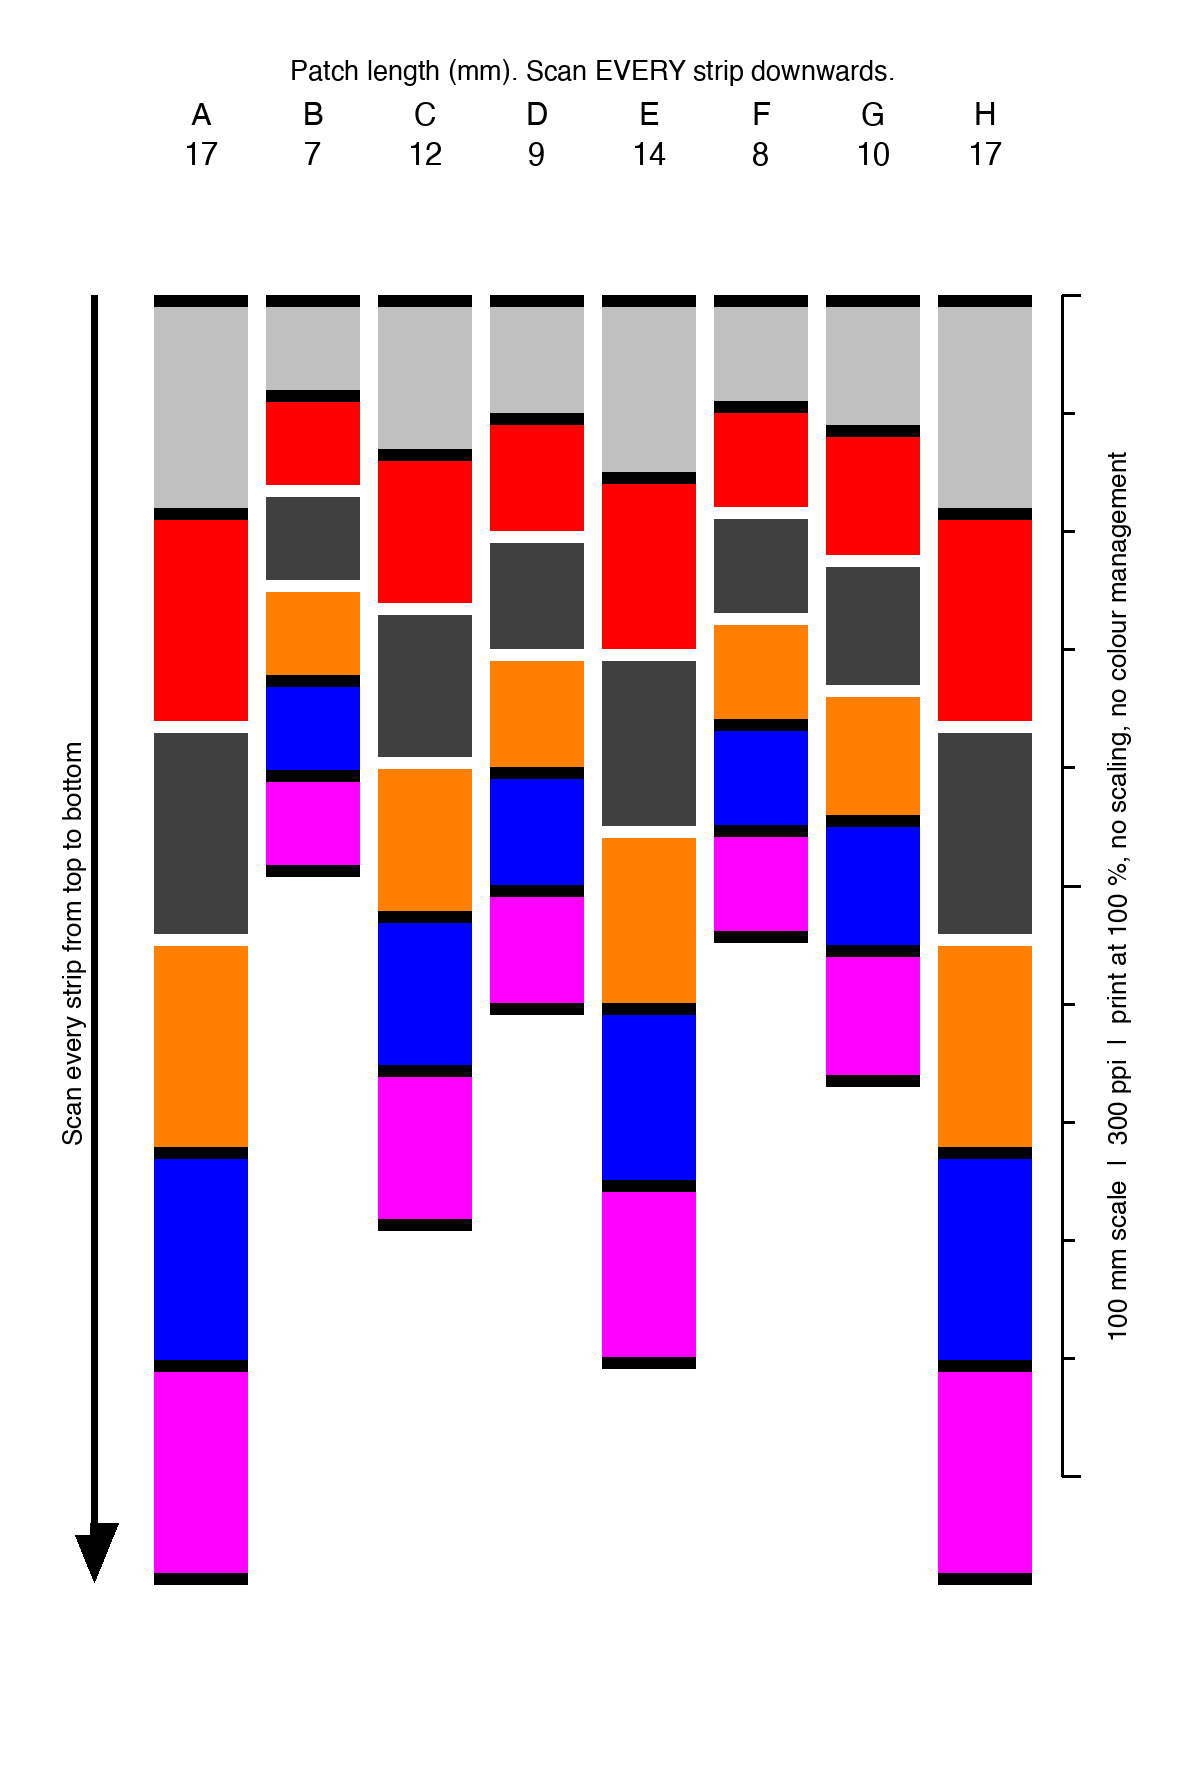 Patch length (mm). Scan EVERY strip downwards.
A B C D E F G H
17 7 12 9 14 8 10 17
Scan every strip from top to bottom
100 mm scale | 300 ppi | print at 100 %, no scaling, no colour management